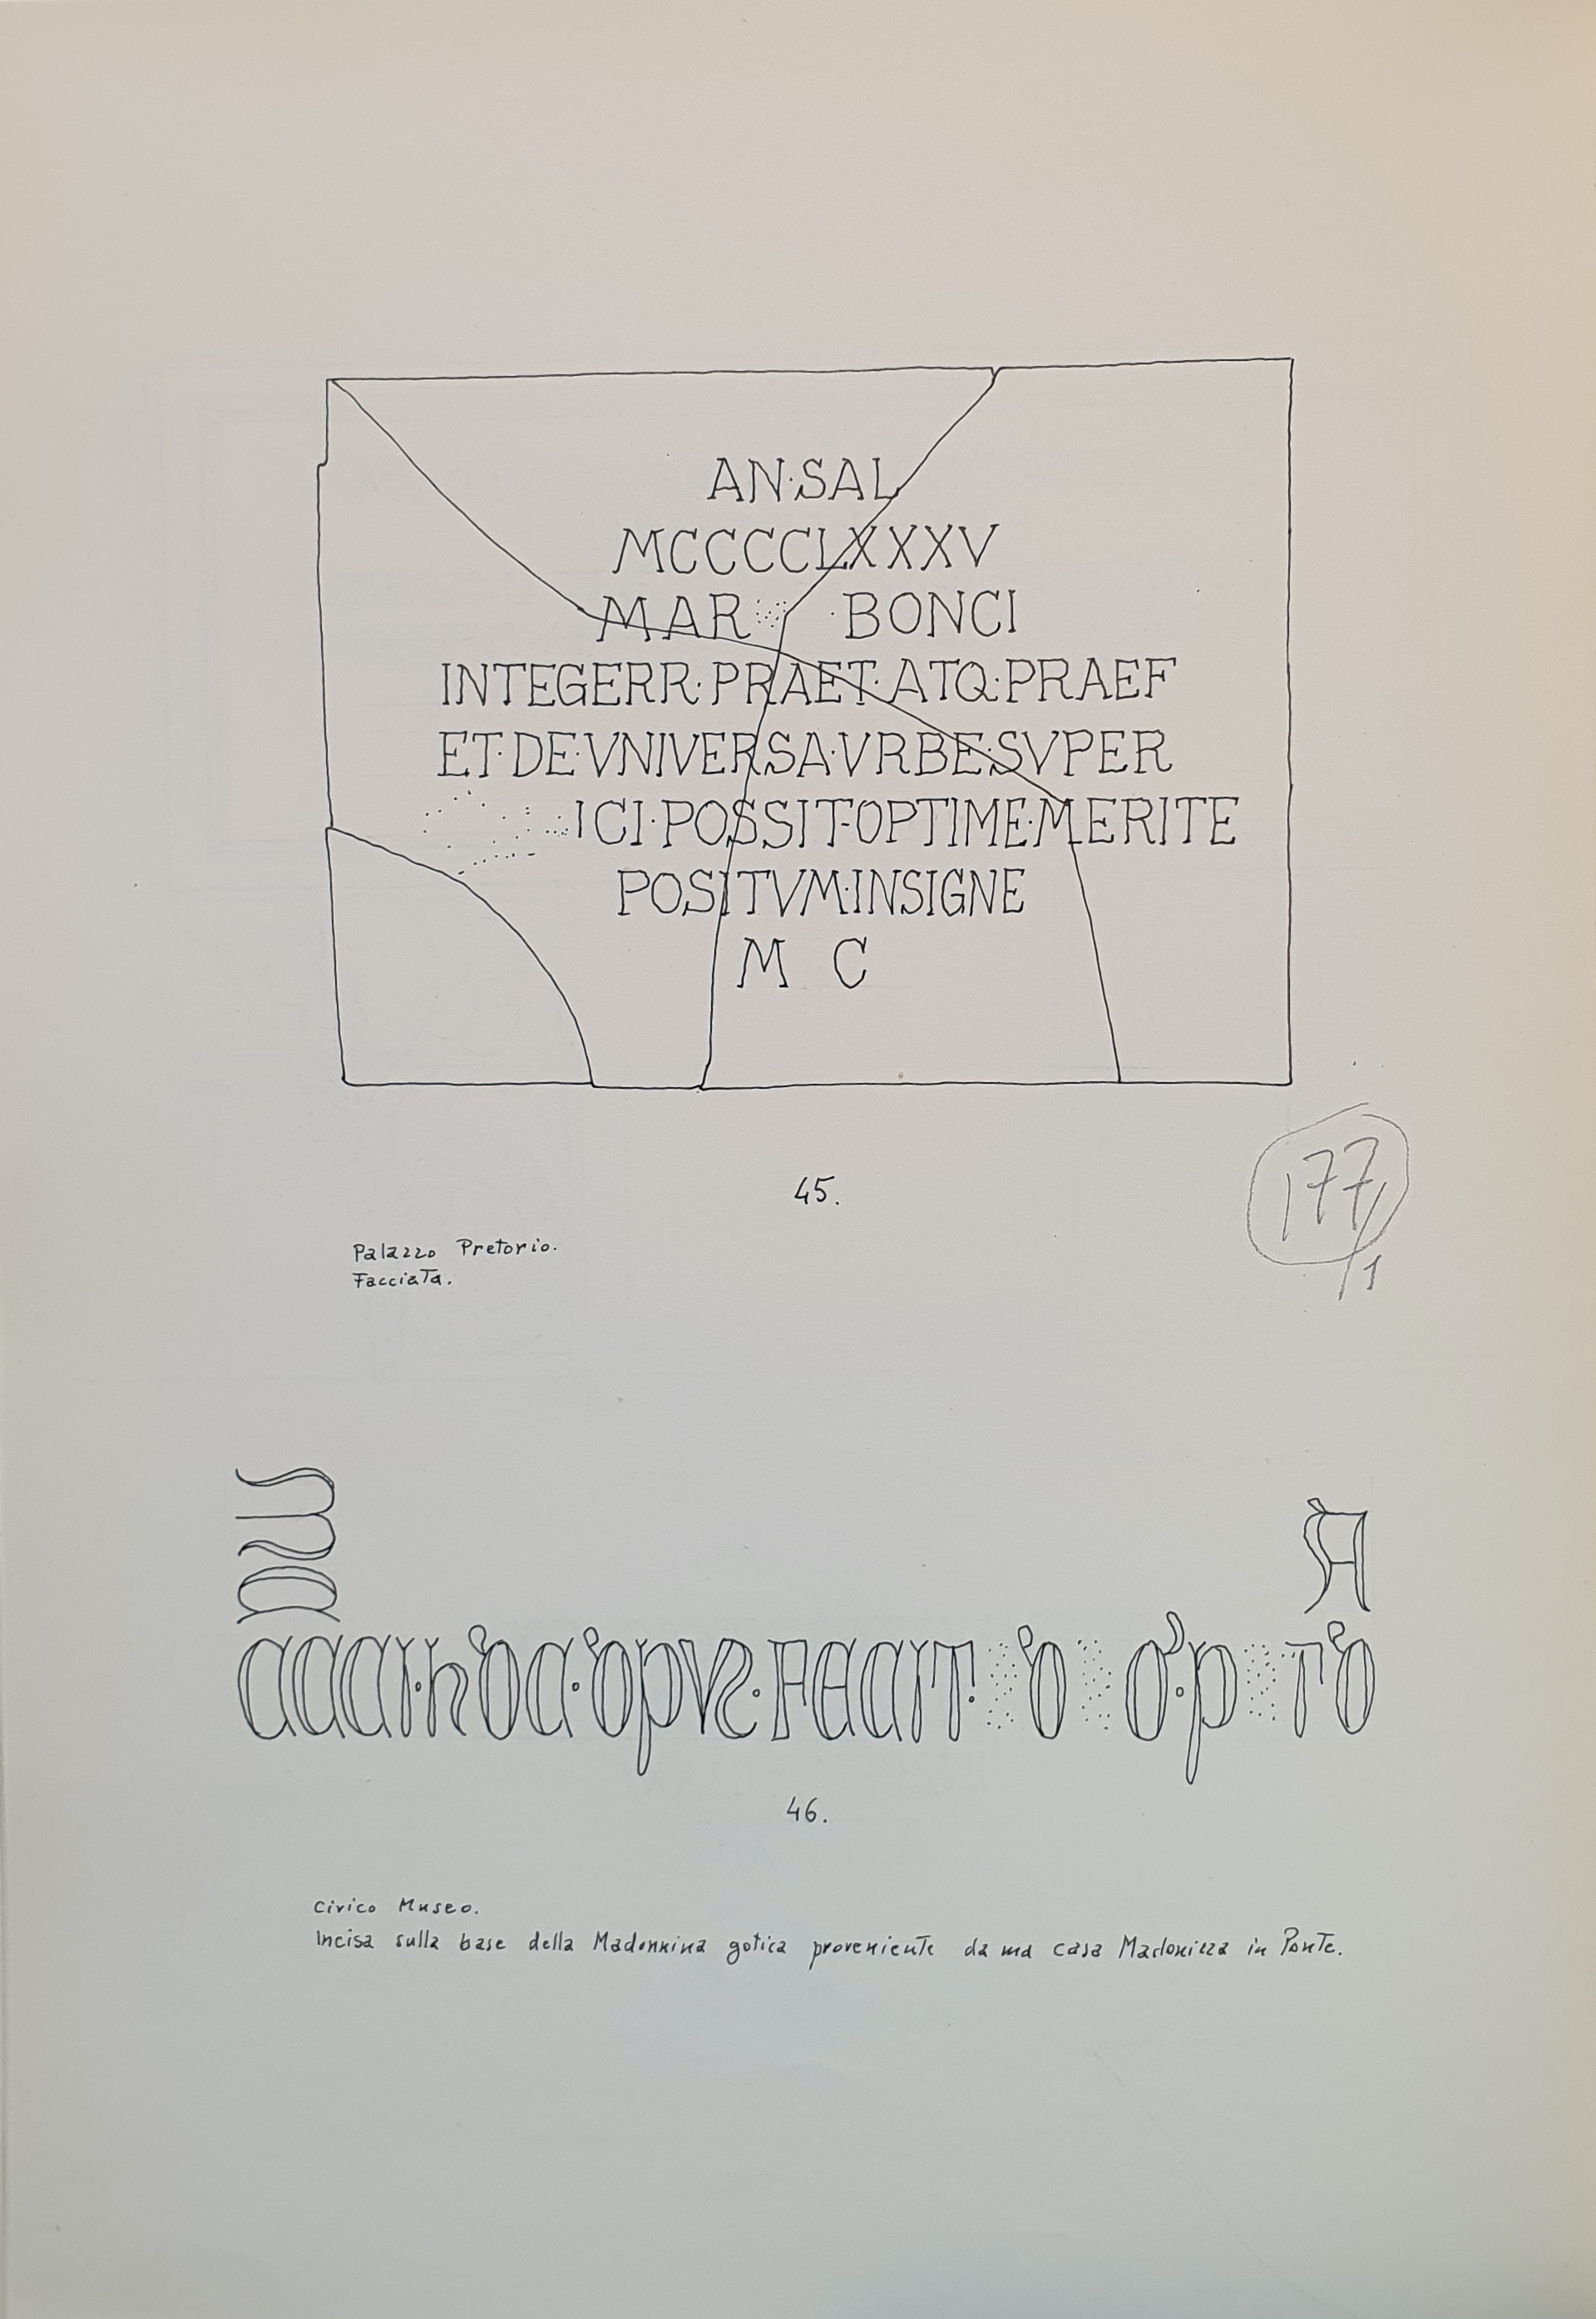 AN·SAL
MCCCCLXXXV
MAR ·BONCI
INTEGERR·PRAET·ATQ·PRAEF
ET·DE·VNIVERSA·VRBE·SVPER
ICI·POSSIT·OPTIME·MERITE
POSITVM·INSIGNE
M C
45.
177/1
Palazzo Pretorio.
Facciata.
OPVS·FECIT·
46.
Civico Museo.
Incisa sulla base della Madonnina gotica proveniente da una casa Madonizza in Ponte.